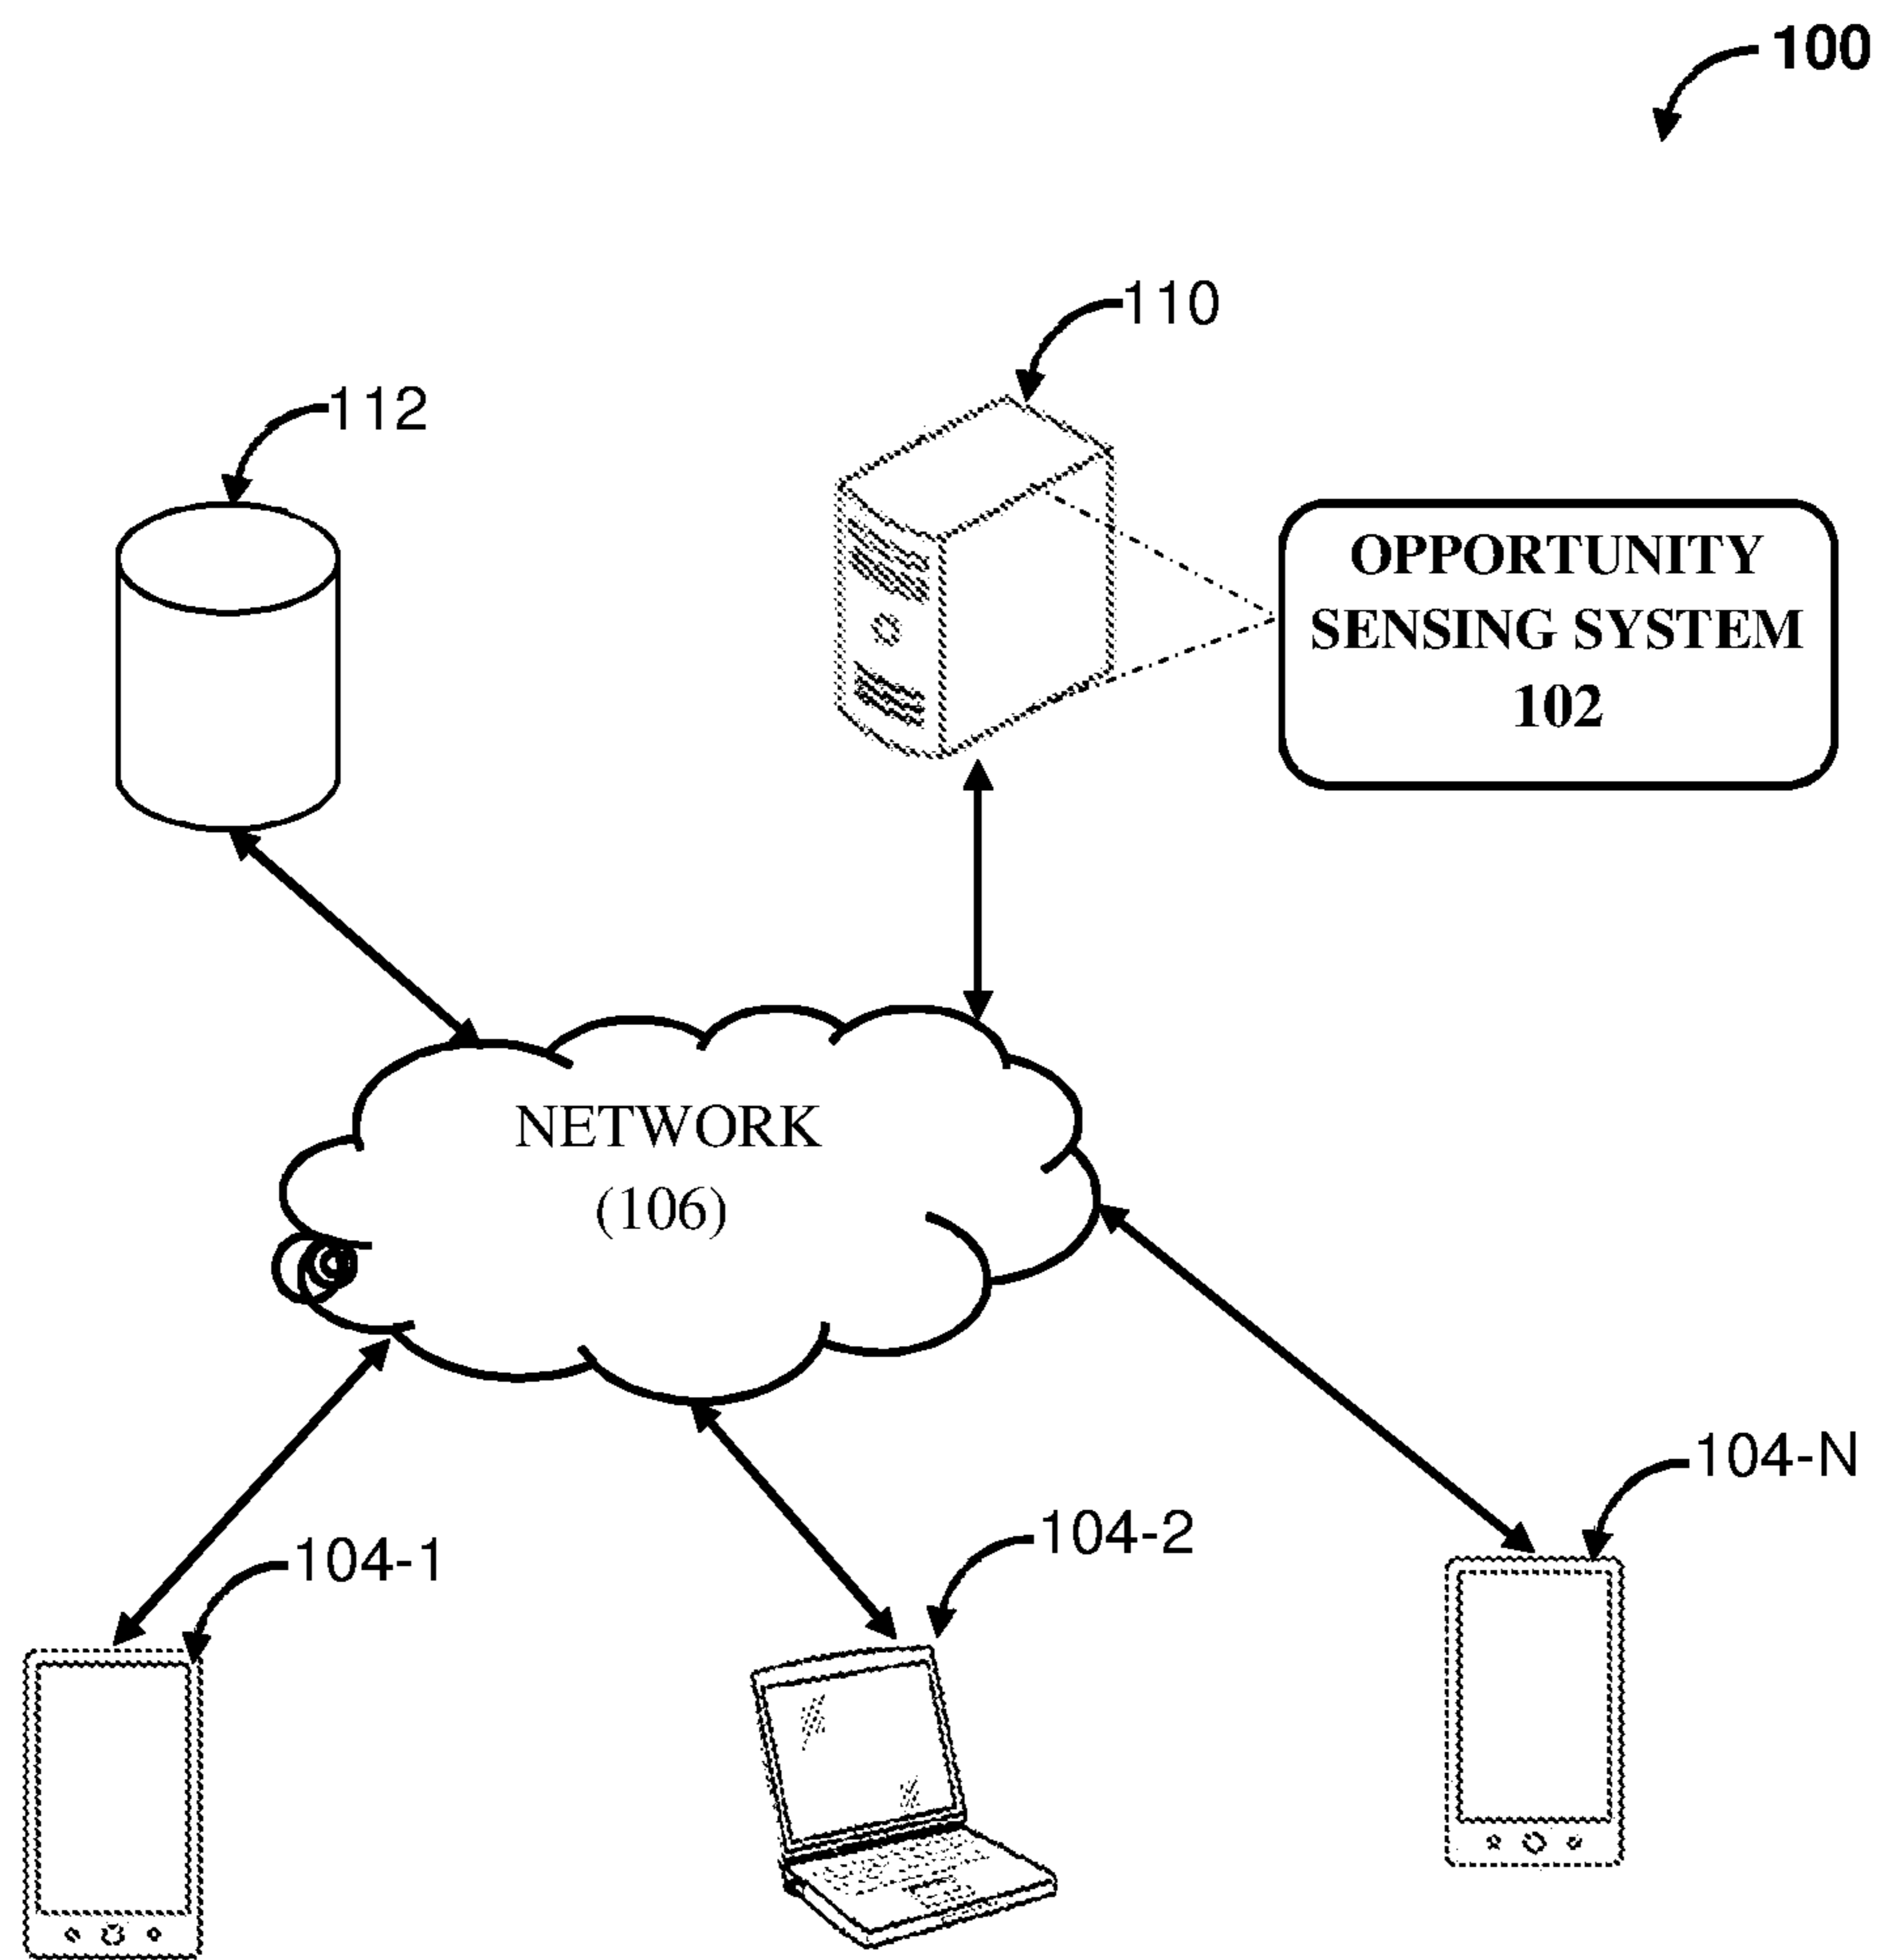 100
110
112
OPPORTUNITY
SENSING SYSTEM
102
NETWORK
(106)
104-N
104-2
104-1